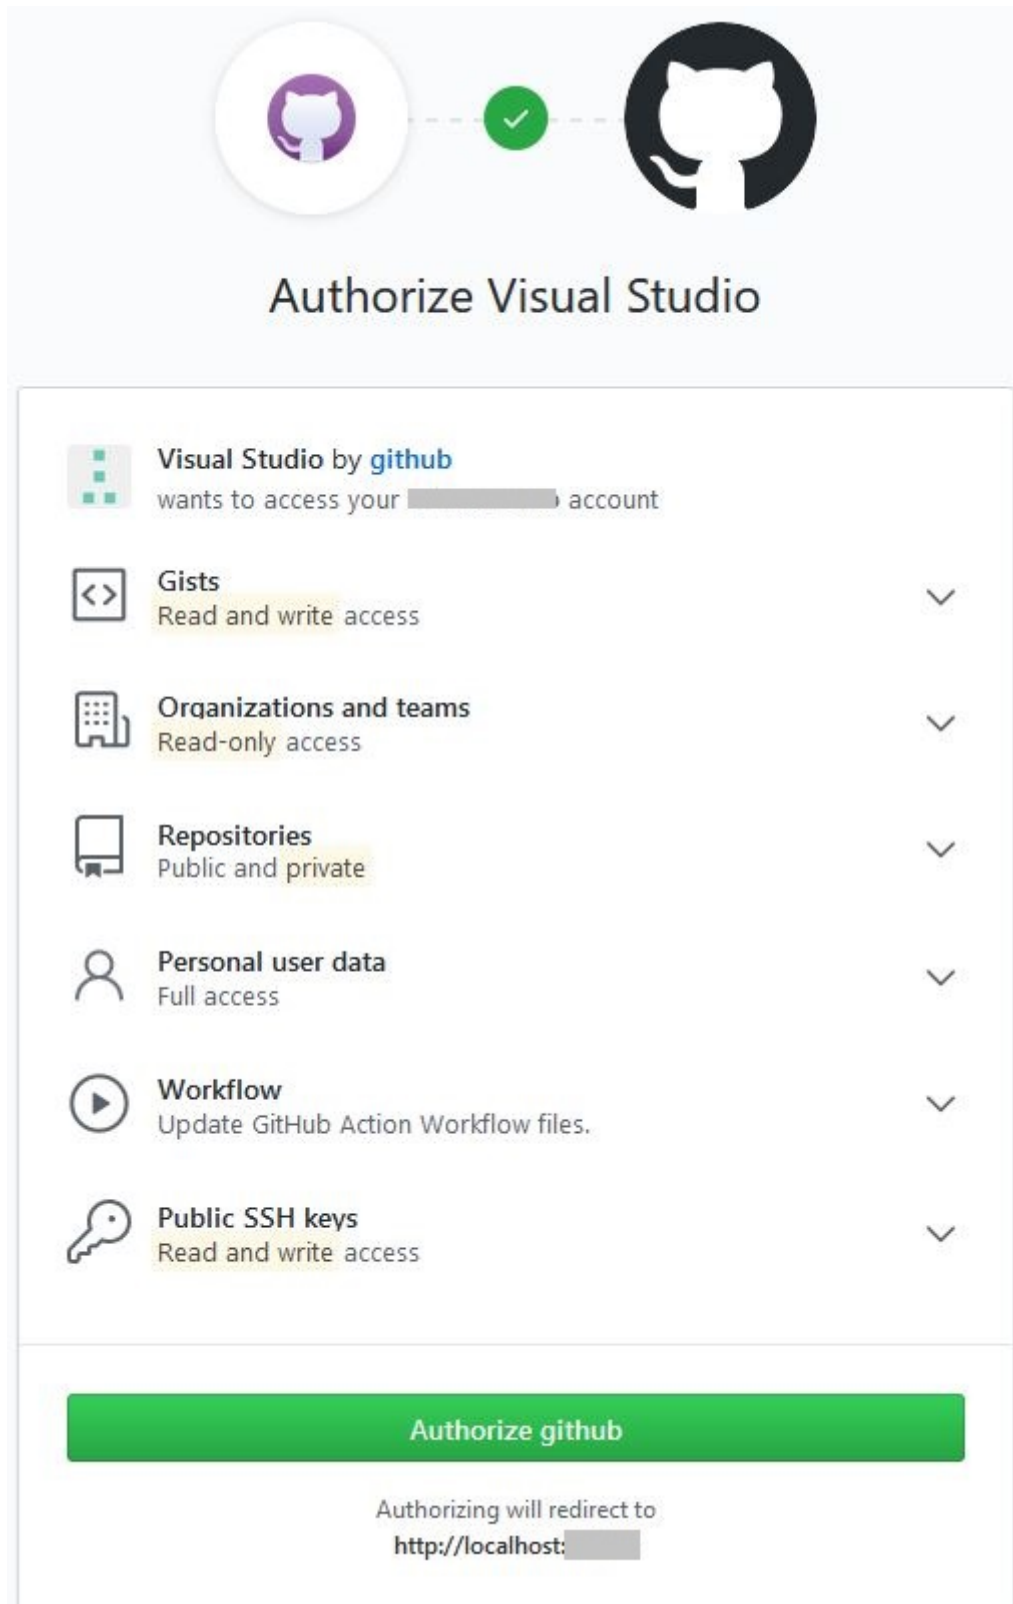 Authorize Visual Studio
Visual Studio by github
wants to access your account
Gists
Read and write access
Organizations and teams
Read-only access
Repositories
Public and private
Personal user data
Full access
Workflow
Update GitHub Action Workflow files.
Public SSH keys
Read and write access
Authorize github
Authorizing will redirect to
http://localhost: